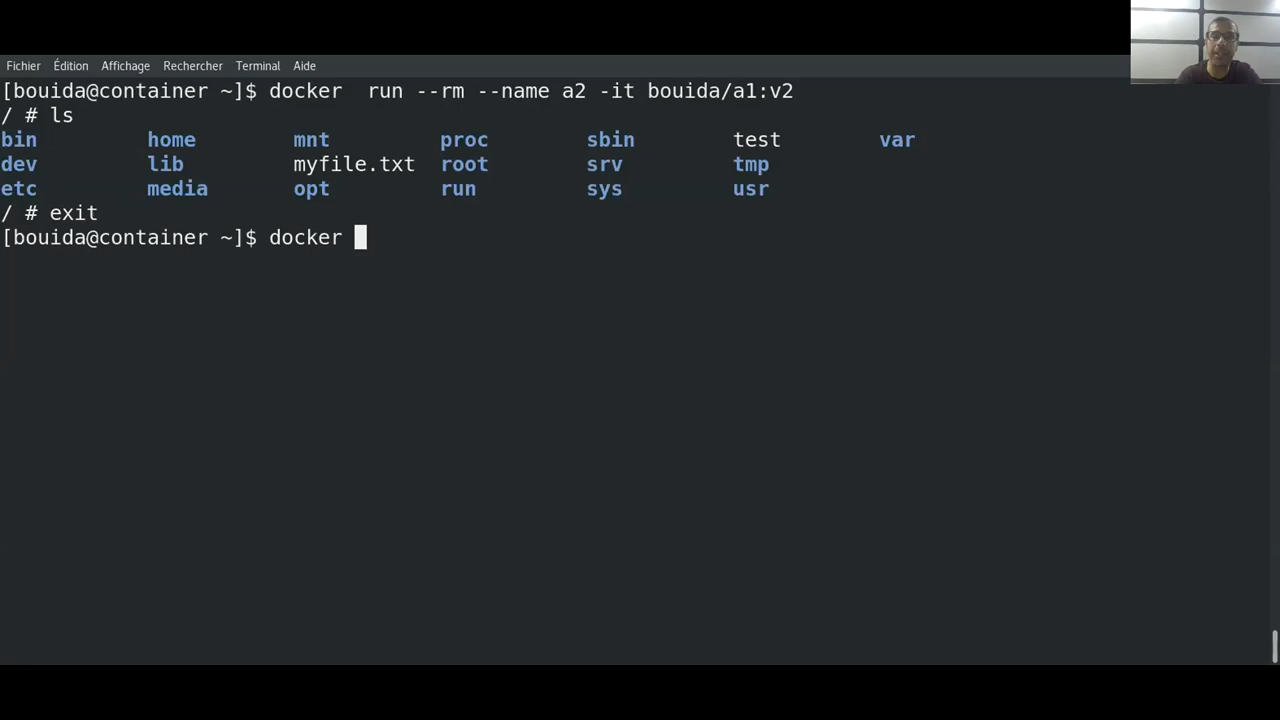 Fichier Édition Affichage Rechercher Terminal Aide
[bouida@container ~]$ docker  run --rm --name a2 -it bouida/a1:v2
/ # ls
bin         home        mnt         proc        sbin        test        var
dev         lib         myfile.txt  root        srv         tmp
etc         media       opt         run         sys         usr
/ # exit
[bouida@container ~]$ docker